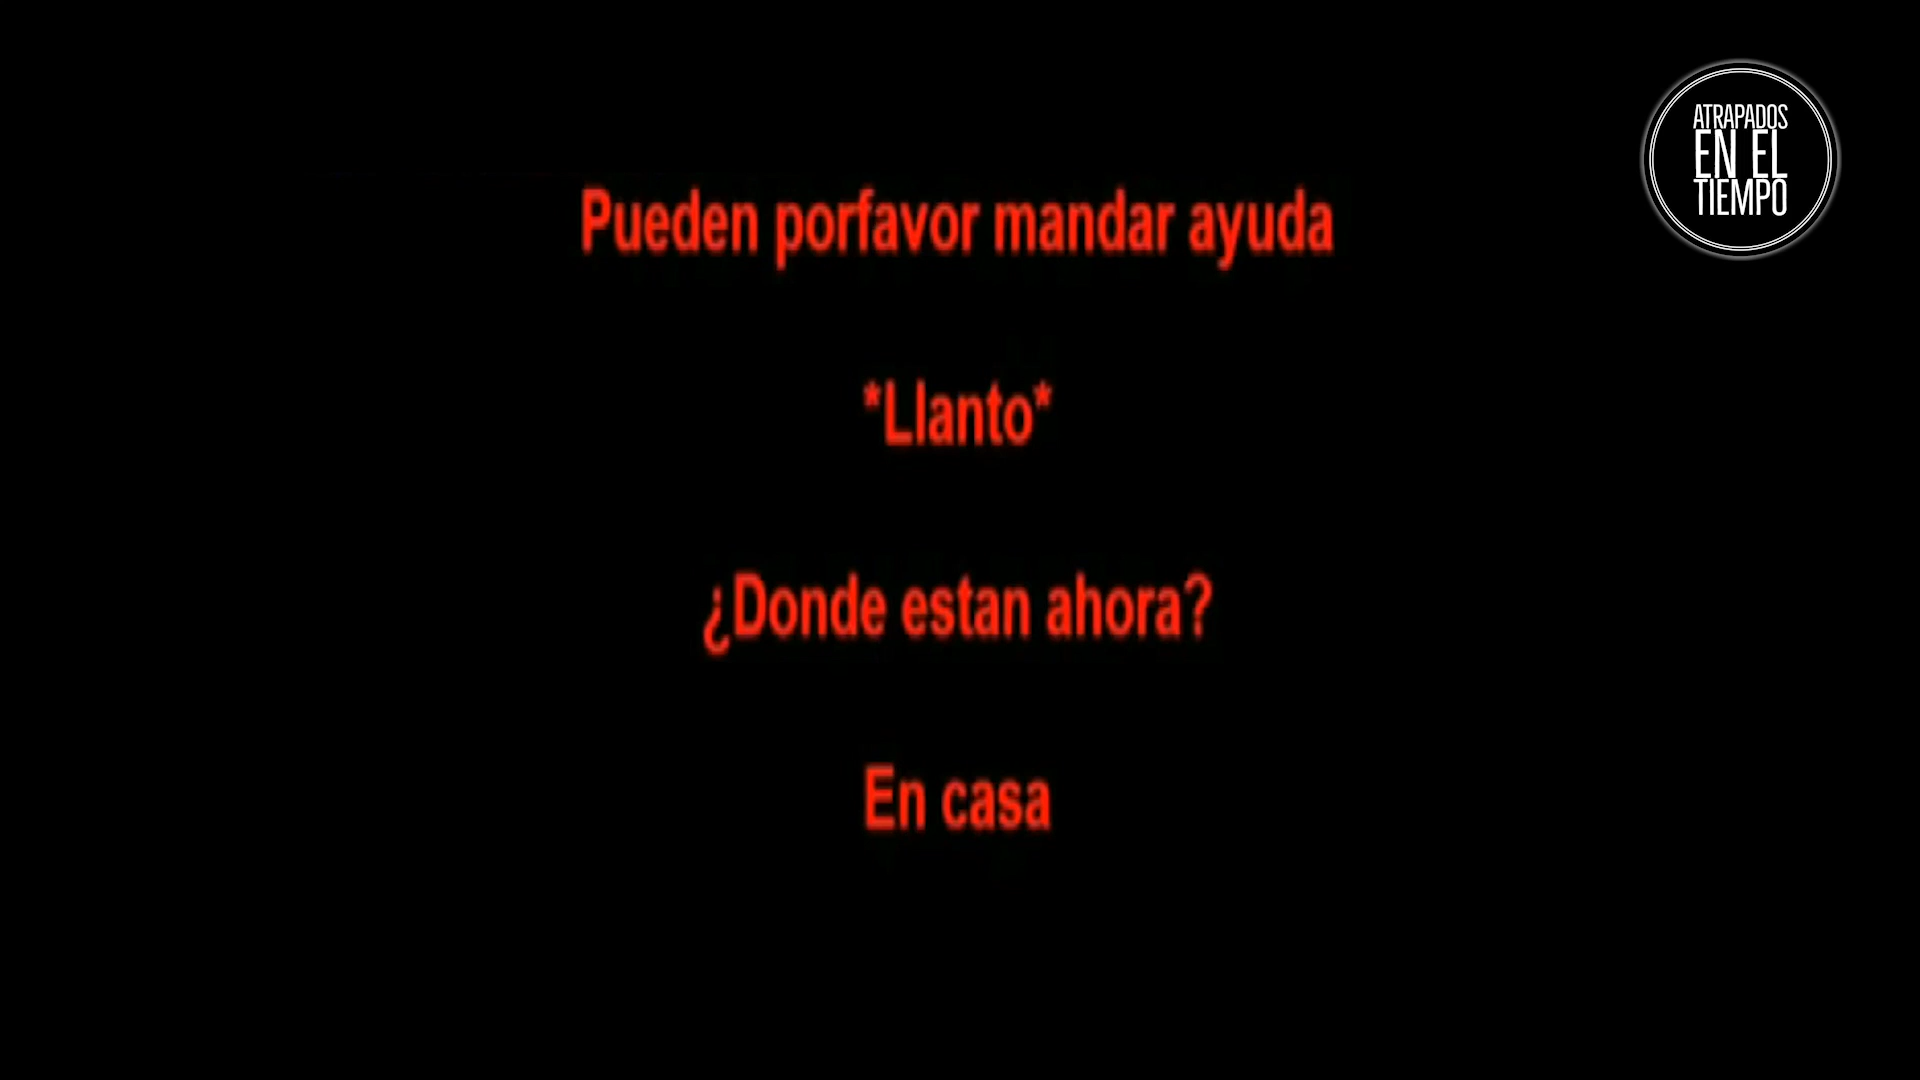 ATRAPADOS
EN EL
TIEMPO
Pueden porfavor mandar ayuda
*Llanto*
¿Donde estan ahora?
En casa